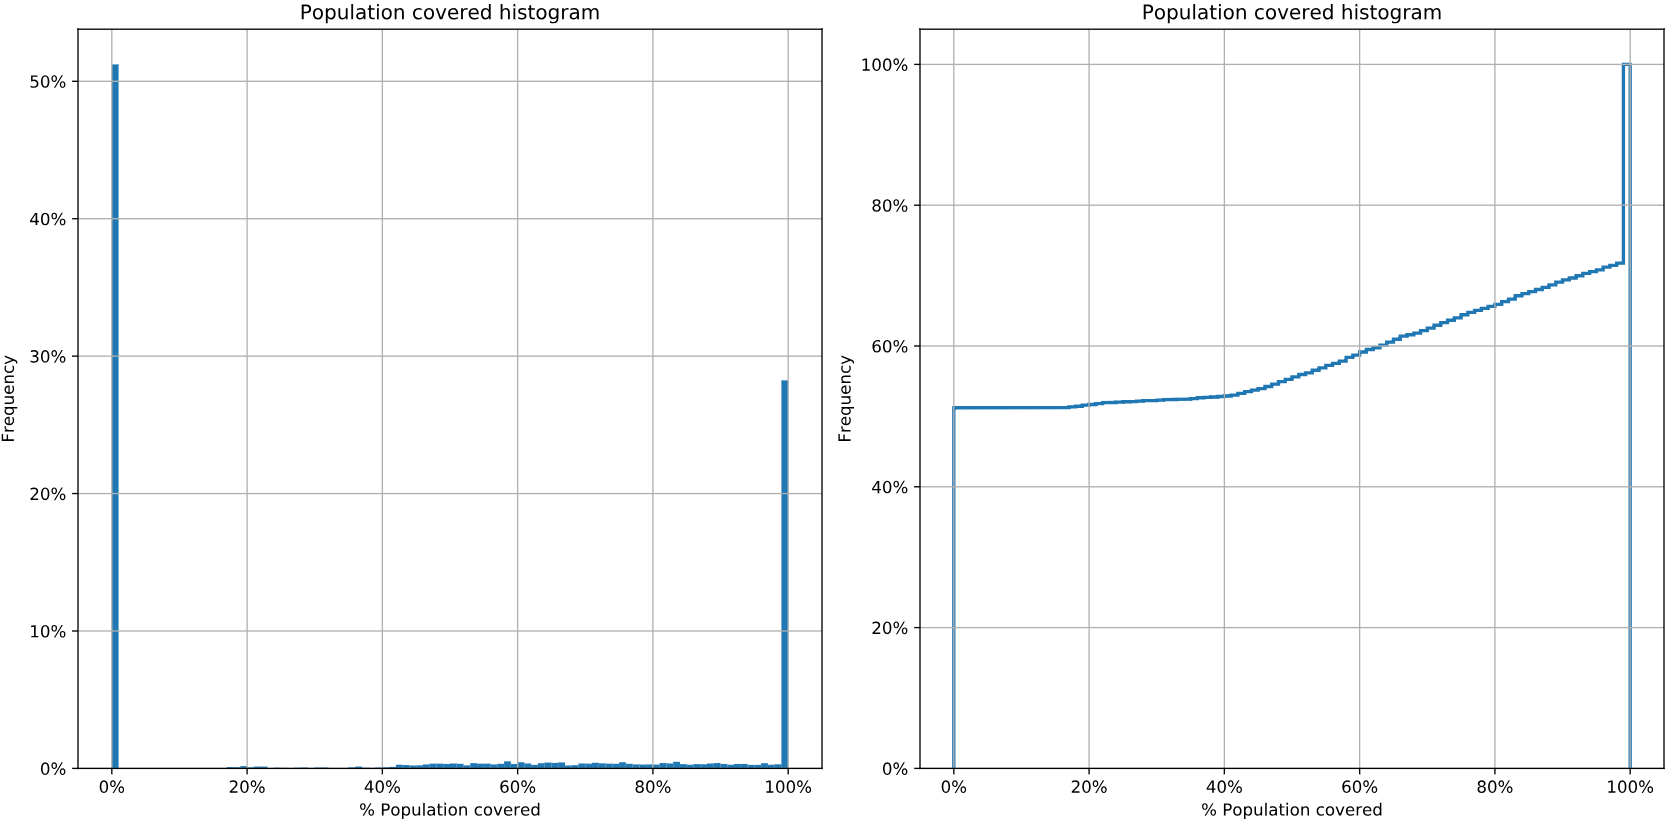 Population covered histogram
50%
40%
30%
20%
10%
0%
Frequency
0% 20% 40% 60% 80% 100%
% Population covered
Population covered histogram
100%
80%
60%
40%
20%
0%
Frequency
0% 20% 40% 60% 80% 100%
% Population covered